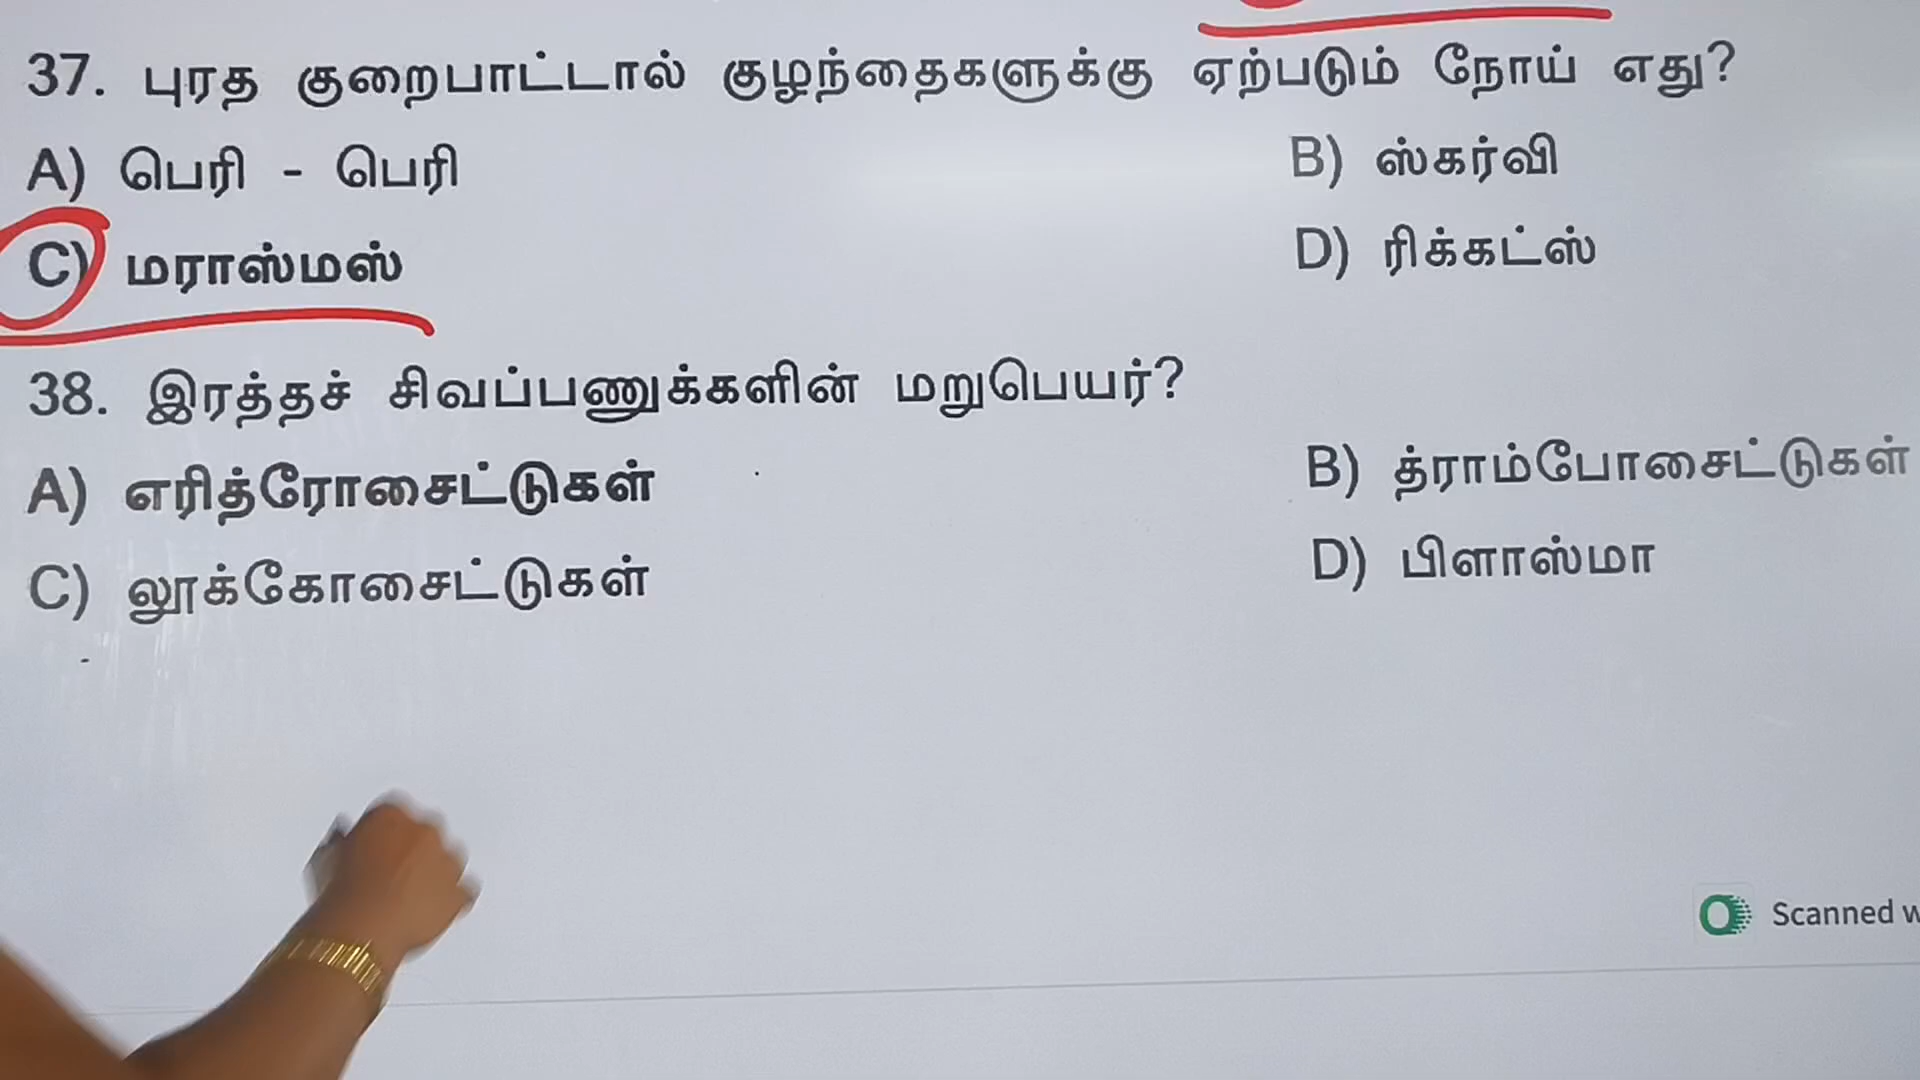 37. புரத குறைபாட்டால் குழந்தைகளுக்கு ஏற்படும் நோய் எது?
A) பெரி - பெரி
B) ஸ்கர்வி
C) மராஸ்மஸ்
D) ரிக்கட்ஸ்
38. இரத்தச் சிவப்பணுக்களின் மறுபெயர்?
A) எரித்ரோசைட்டுகள்
B) த்ராம்போசைட்டுகள்
C) லூக்கோசைட்டுகள்
D) பிளாஸ்மா
Scanned w